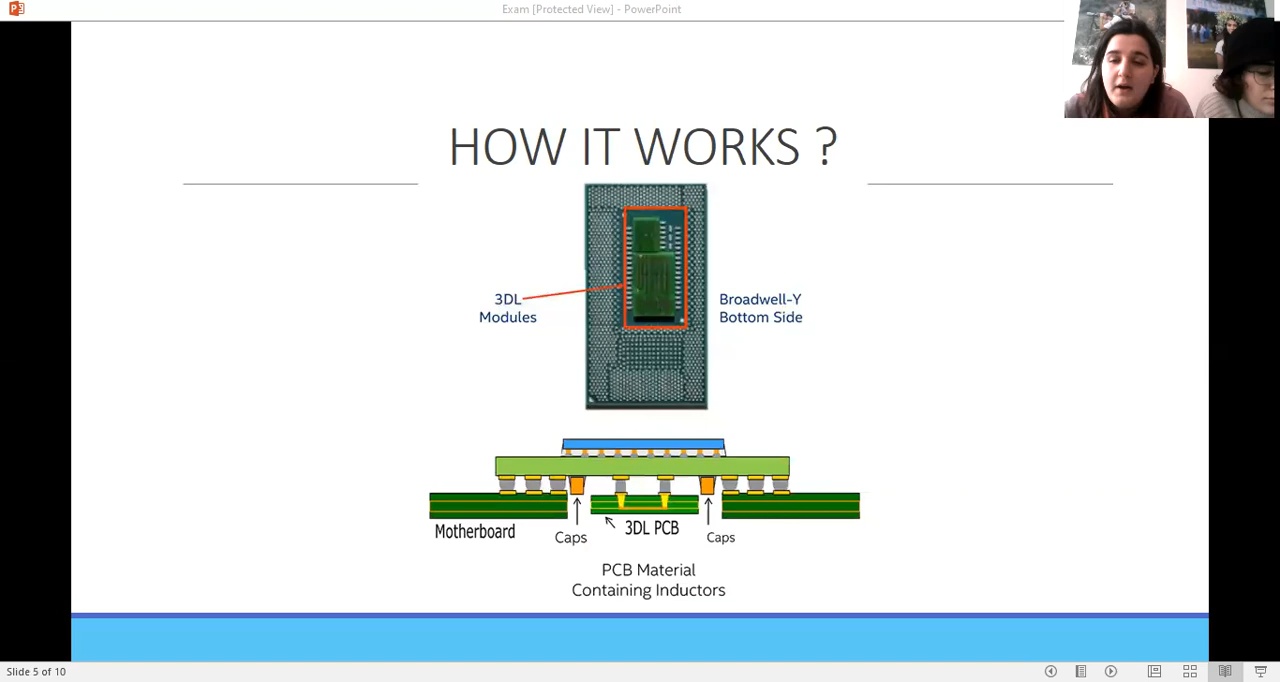 Exam [Protected View] - PowerPoint
HOW IT WORKS ?
3DL
Modules
Broadwell-Y
Bottom Side
Motherboard
Caps
3DL PCB
Caps
PCB Material
Containing Inductors
Slide 5 of 10